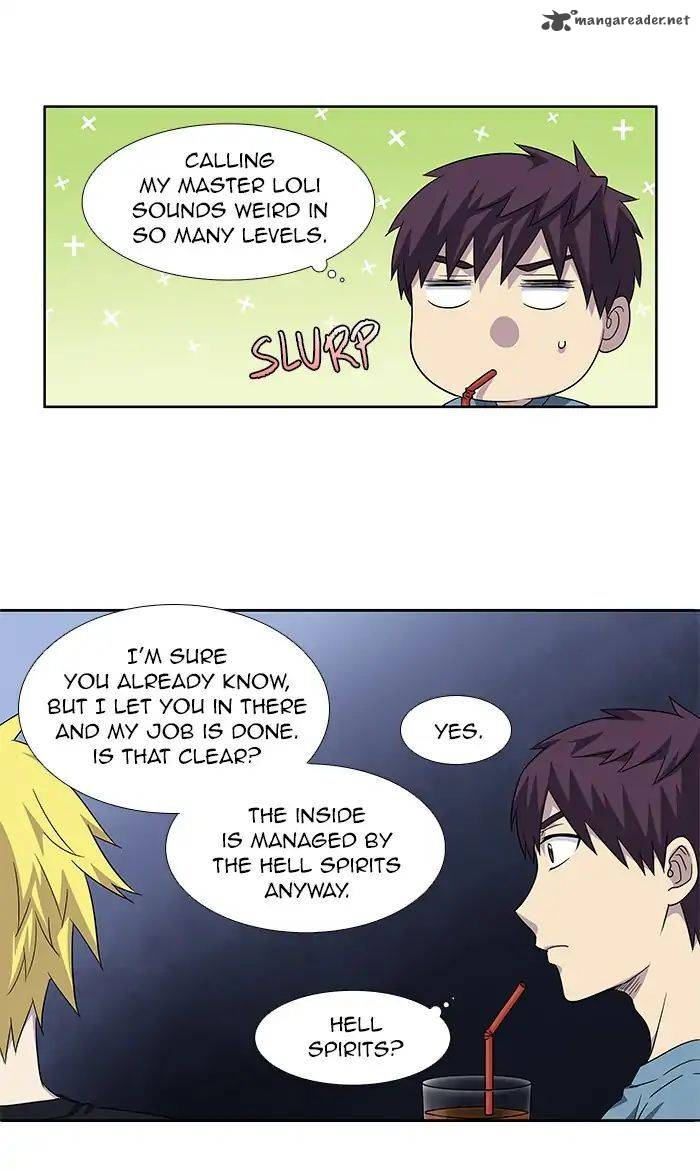 mangareader.net
CALLING
MY MASTER LOLI
SOUNDS WEIRD IN
SO MANY LEVELS.
SLURP
I'M SURE
YOU ALREADY KNOW,
BUT I LET YOU IN THERE
AND MY JOB IS DONE.
IS THAT CLEAR?
YES.
THE INSIDE
IS MANAGED BY
THE HELL SPIRITS
ANYWAY.
HELL
SPIRITS?